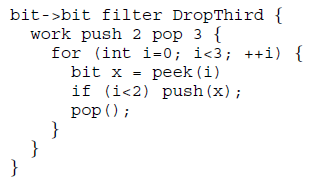 bit->bit filter DropThird {
work push 2 pop 3 {
for (int i=0; i<3; ++i) {
bit x = peek(i)
if (i<2) push(x);
pop();
}
}
}